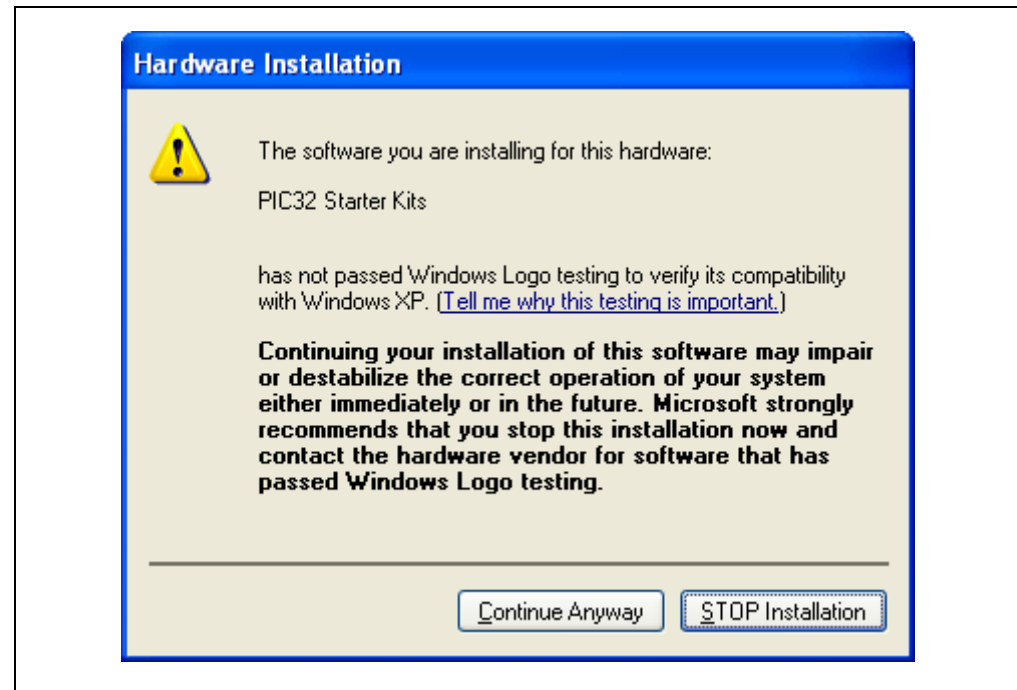 Hardware Installation
The software you are installing for this hardware:
PIC32 Starter Kits
has not passed Windows Logo testing to verify its compatibility
with Windows XP. (Tell me why this testing is important.)
Continuing your installation of this software may impair
or destabilize the correct operation of your system
either immediately or in the future. Microsoft strongly
recommends that you stop this installation now and
contact the hardware vendor for software that has
passed Windows Logo testing.
Continue Anyway
STOP Installation